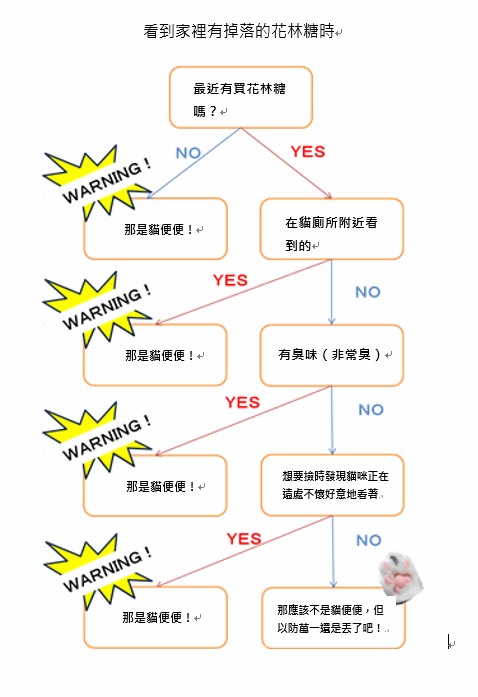 看到家裡有掉落的花林糖時
最近有買花林糖
嗎？
NO
YES
WARNING！
那是貓便便！
在貓廁所附近看
到的
YES
NO
WARNING！
那是貓便便！
有臭味（非常臭）
YES
NO
WARNING！
那是貓便便！
想要撿時發現貓咪正在
遠處不懷好意地看著
YES
NO
WARNING！
那是貓便便！
那應該不是貓便便，但
以防萬一還是丟了吧！